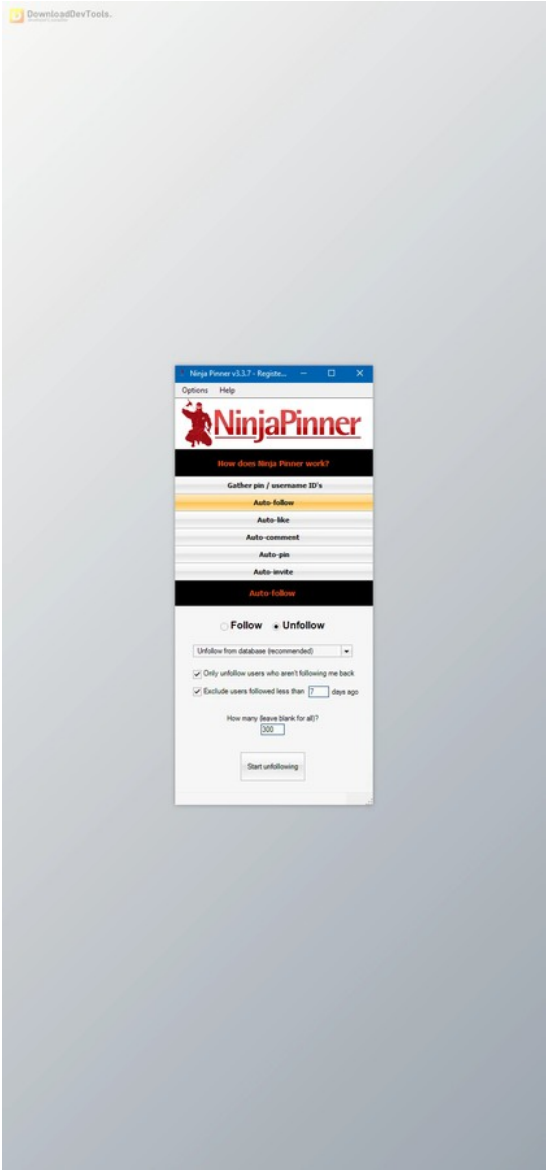 DownloadDevTools.
Ninja Pinner v3.3.7 - Registe...
Options Help
NinjaPinner
How does Ninja Pinner work?
Gather pin / username ID's
Auto-follow
Auto-like
Auto-comment
Auto-pin
Auto-invite
Auto-follow
Follow Unfollow
Unfollow from database (recommended)
Only unfollow users who aren't following me back
Exclude users followed less than 7 days ago
How many (leave blank for all)?
300
Start unfollowing